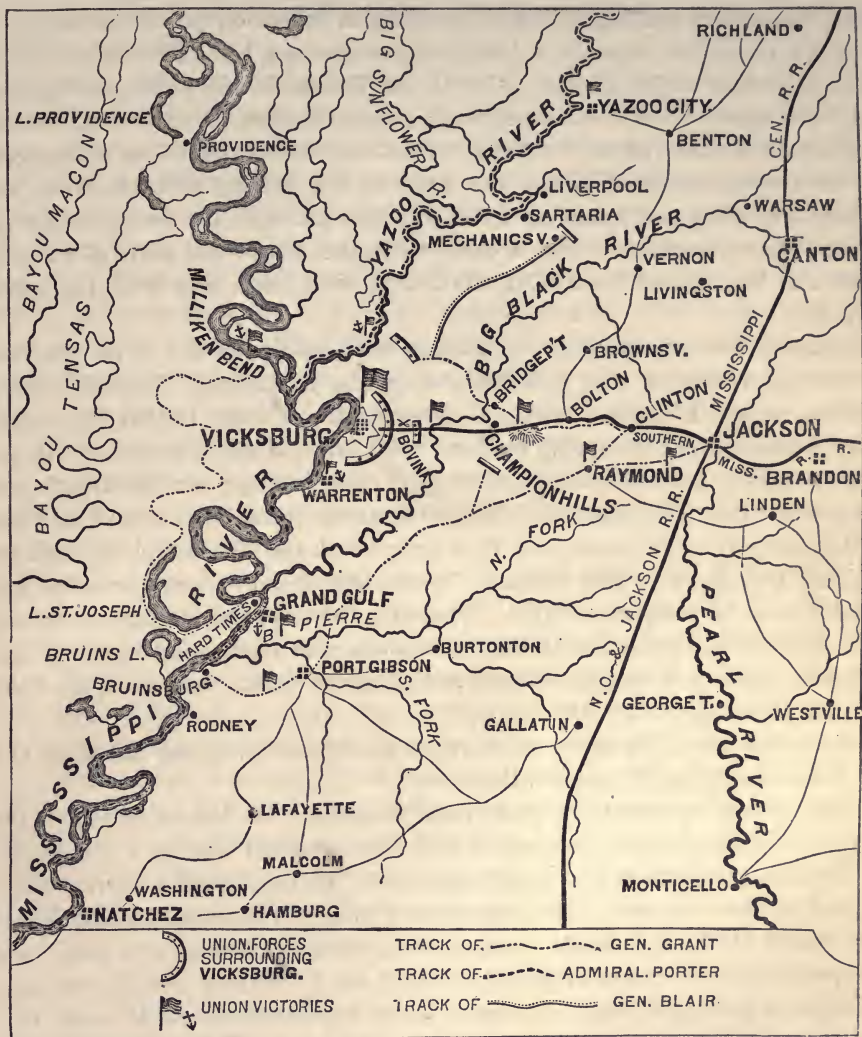 RICHLAND
BIG SUNFLOWER R.
CEN. R. R.
L. PROVIDENCE
PROVIDENCE
YAZOO CITY
BENTON
BAYOU MACON
YAZOO RIVER
LIVERPOOL
SARTARIA
WARSAW
MECHANICSV.
BIG BLACK RIVER
CANTON
VERNON
LIVINGSTON
MILLIKEN BEND
BAYOU TENSAS
BRIDGEP'T
BROWNS V.
MISSISSIPPI
BOLTON
CLINTON
VICKSBURG
X BOVINA
SOUTHERN
JACKSON
MISS. R. R.
CHAMPIONHILLS
RAYMOND
BRANDON
WARRENTON
LINDEN
N. FORK
L. ST. JOSEPH
HARD TIMES
GRAND GULF
B. PIERRE
N.O. & JACKSON R.R.
PEARL RIVER
BRUINS L.
BURTONTON
BRUINSBURG
PORT GIBSON
S. FORK
GEORGE T.
WESTVILLE
RODNEY
GALLATIN
MISSISSIPPI RIVER
LAFAYETTE
MALCOLM
MONTICELLO
WASHINGTON
NATCHEZ
HAMBURG
UNION FORCES
SURROUNDING
VICKSBURG.
UNION VICTORIES
TRACK OF GEN. GRANT
TRACK OF ADMIRAL. PORTER
TRACK OF GEN. BLAIR